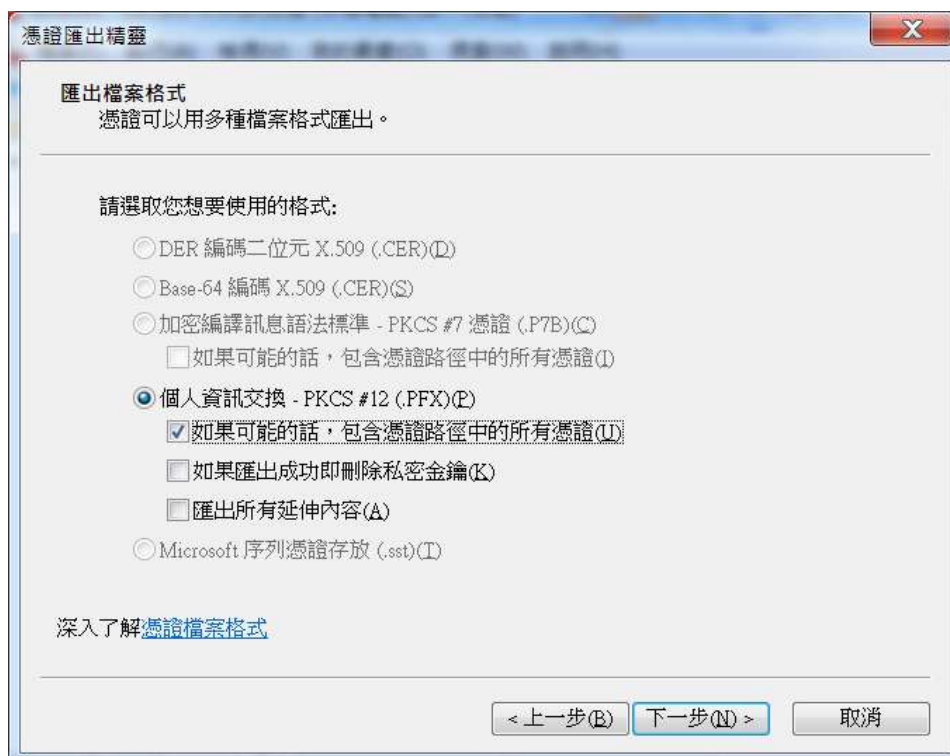 憑證匯出精靈
匯出檔案格式
憑證可以用多種檔案格式匯出。
請選取您想要使用的格式:
DER 編碼二位元 X.509 (.CER)(D)
Base-64 編碼 X.509 (.CER)(S)
加密編譯訊息語法標準 - PKCS #7 憑證 (.P7B)(C)
如果可能的話，包含憑證路徑中的所有憑證(I)
個人資訊交換 - PKCS #12 (.PFX)(P)
如果可能的話，包含憑證路徑中的所有憑證(U)
如果匯出成功即刪除私密金鑰(K)
匯出所有延伸內容(A)
Microsoft 序列憑證存放 (.sst)(T)
深入了解憑證檔案格式
< 上一步(B) 下一步(N) > 取消